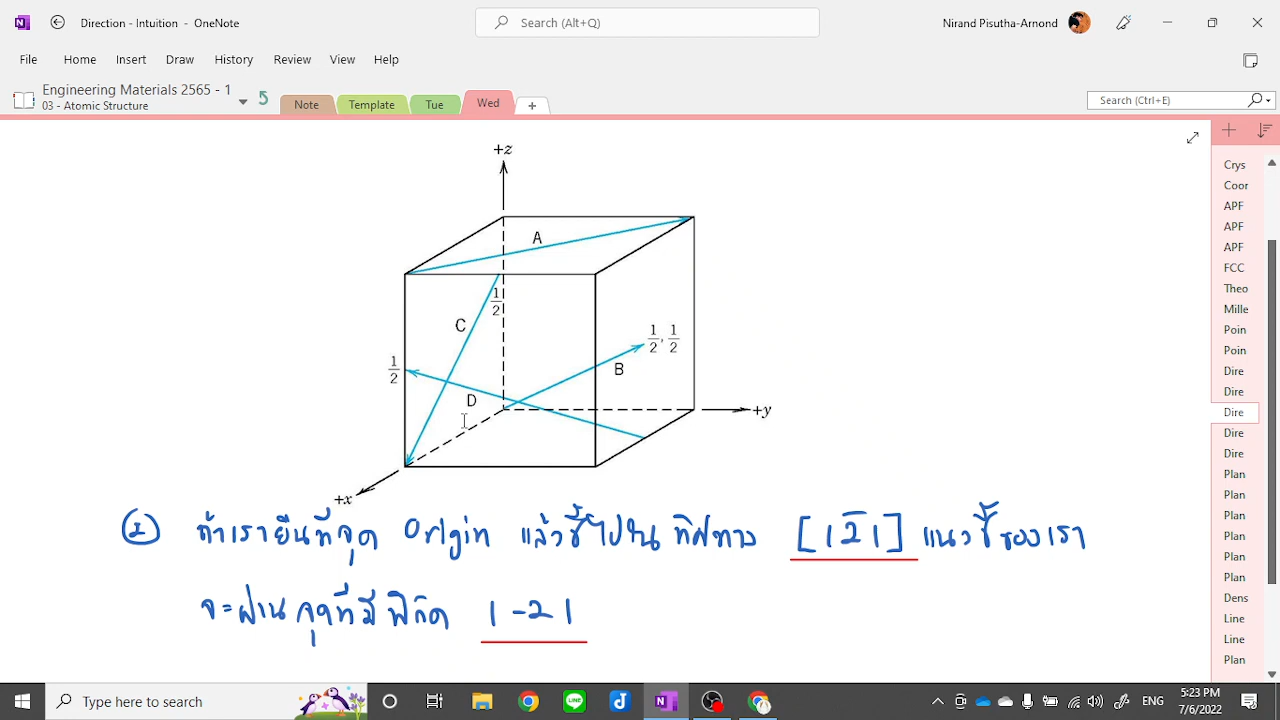 Direction - Intuition - OneNote
Search (Alt+Q)
Nirand Pisutha-Arnond
File Home Insert Draw History Review View Help
Engineering Materials 2565 - 1
03 - Atomic Structure
Note Template Tue Wed +
Search (Ctrl+E)
+z
A
1/2
C
1/2, 1/2
1/2
B
D
+y
+x
② ถ้าเรายืนที่จุด Origin แล้วชี้ไปใน ทิศทาง [1 2̄ 1] แนวชี้ของเรา
จะผ่านจุดที่มีพิกัด 1 -2 1
Crys
Coor
APF
APF
APF
FCC
Theo
Mille
Poin
Poin
Dire
Dire
Dire
Dire
Dire
Plan
Plan
Plan
Plan
Plan
Plan
Dens
Line
Line
Plan
Type here to search
ENG
5:23 PM
7/6/2022